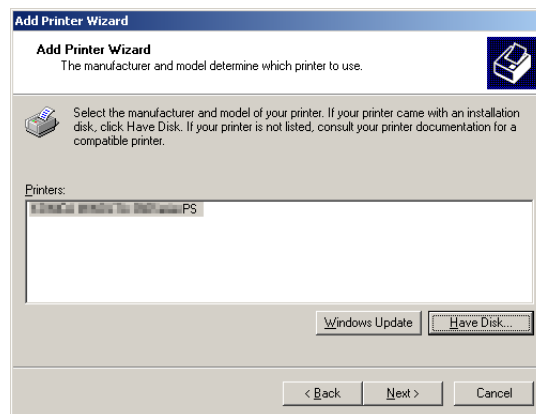 Add Printer Wizard
Add Printer Wizard
The manufacturer and model determine which printer to use.
Select the manufacturer and model of your printer. If your printer came with an installation
disk, click Have Disk. If your printer is not listed, consult your printer documentation for a
compatible printer.
Printers:
PS
Windows Update
Have Disk...
< Back
Next >
Cancel